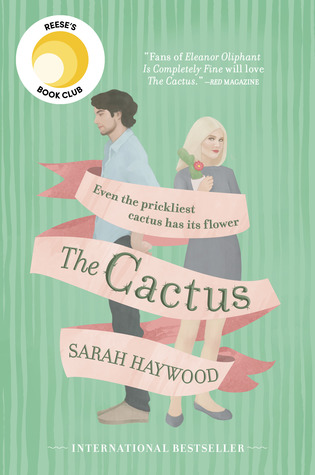 REESE'S
BOOK CLUB
"Fans of Eleanor Oliphant
Is Completely Fine will love
The Cactus." —RED MAGAZINE
Even the prickliest
cactus has its flower
The Cactus
SARAH HAYWOOD
INTERNATIONAL BESTSELLER